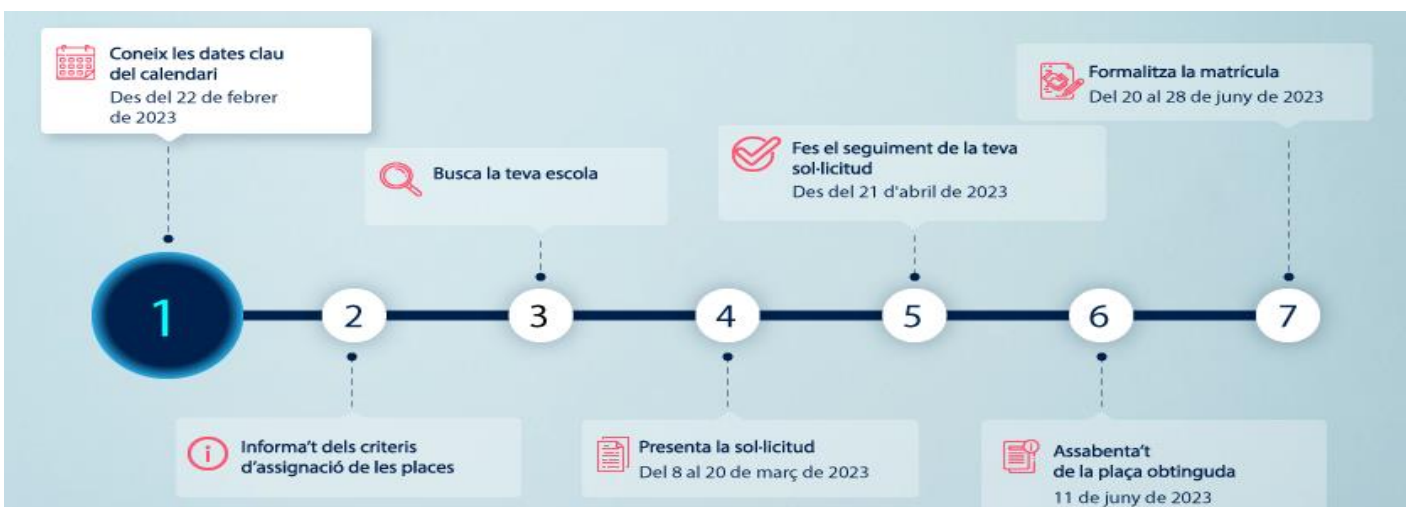 Coneix les dates clau
del calendari
Des del 22 de febrer
de 2023
1
Informa't dels criteris
d'assignació de les places
2
Busca la teva escola
3
Presenta la sol·licitud
Del 8 al 20 de març de 2023
4
Fes el seguiment de la teva
sol·licitud
Des del 21 d'abril de 2023
5
Assabenta't
de la plaça obtinguda
11 de juny de 2023
6
Formalitza la matrícula
Del 20 al 28 de juny de 2023
7